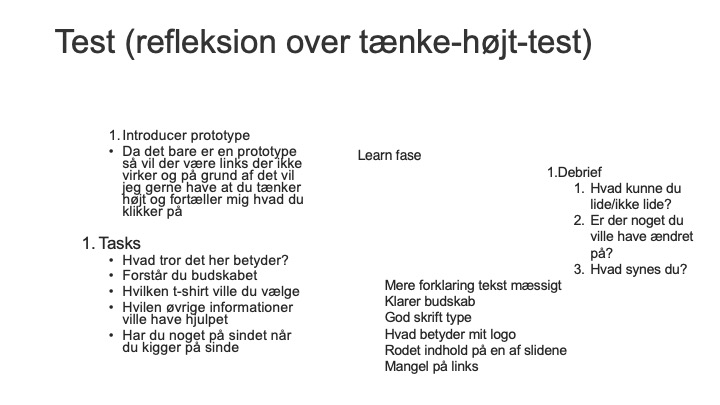 Test (refleksion over tænke-højt-test)
1. Introducer prototype
• Da det bare er en prototype
så vil der være links der ikke
virker og på grund af det vil
jeg gerne have at du tænker
højt og fortæller mig hvad du
klikker på
1. Tasks
• Hvad tror det her betyder?
• Forstår du budskabet
• Hvilken t-shirt ville du vælge
• Hvilen øvrige informationer
ville have hjulpet
• Har du noget på sindet når
du kigger på sinde
Learn fase
Mere forklaring tekst mæssigt
Klarer budskab
God skrift type
Hvad betyder mit logo
Rodet indhold på en af slidene
Mangel på links
1.Debrief
1. Hvad kunne du
lide/ikke lide?
2. Er der noget du
ville have ændret
på?
3. Hvad synes du?